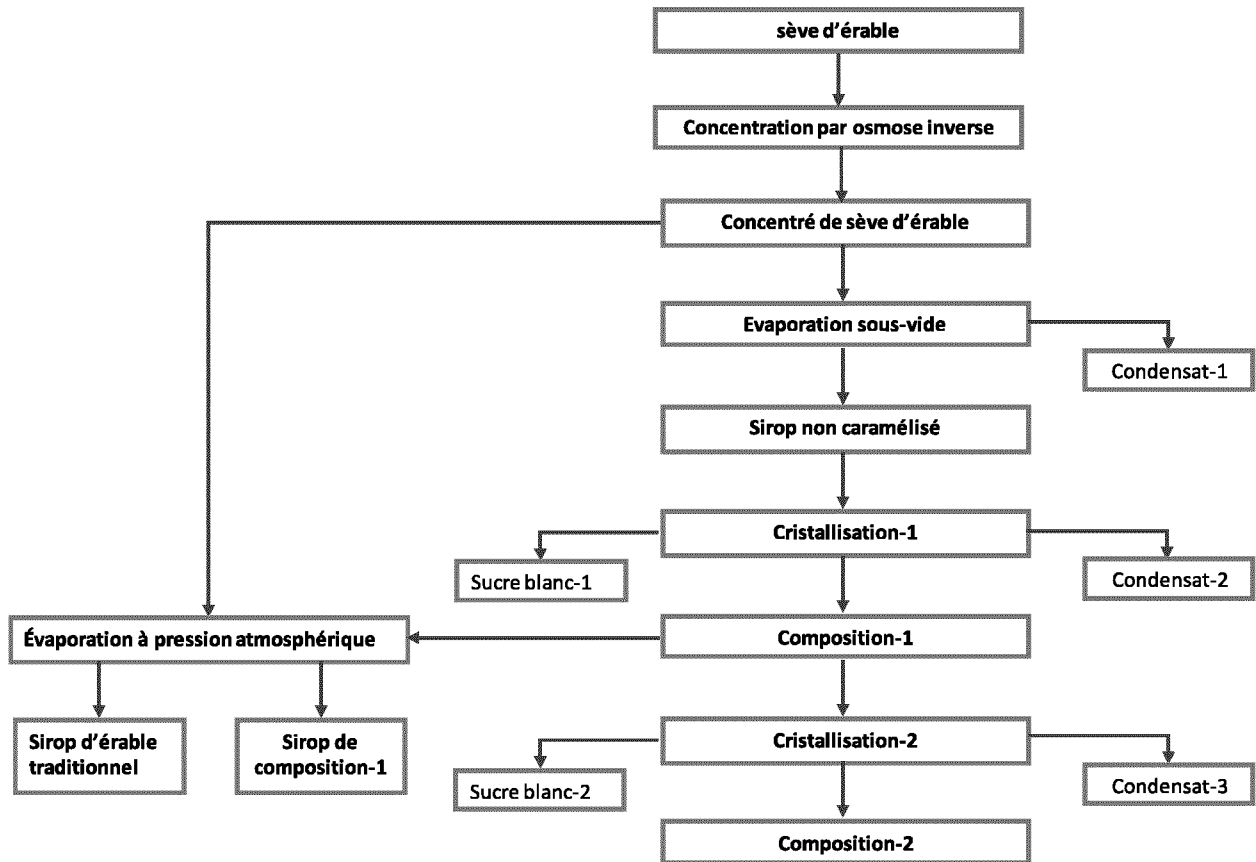 sève d'érable
Concentration par osmose inverse
Concentré de sève d'érable
Evaporation sous-vide
Condensat-1
Sirop non caramélisé
Cristallisation-1
Sucre blanc-1
Condensat-2
Évaporation à pression atmosphérique
Composition-1
Sirop d'érable
traditionnel
Sirop de
composition-1
Cristallisation-2
Sucre blanc-2
Condensat-3
Composition-2